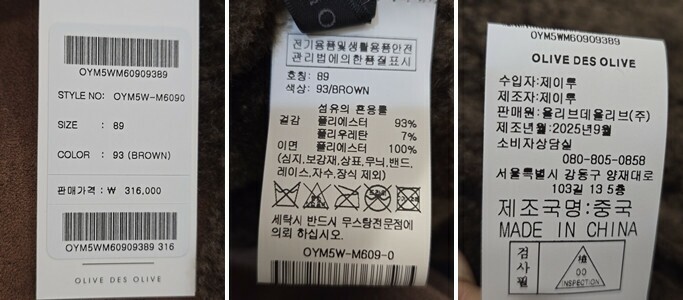 OYM5WM60909389
STYLE NO: OYM5W-M6090
SIZE : 89
COLOR : 93 (BROWN)
판매가격 : ₩ 316,000
OYM5WM60909389 316
OLIVE DES OLIVE
전기용품및생활용품안전
관리법에의한품질표시
호칭: 89
색상: 93/BROWN
섬유의 혼용률
겉감 폴리에스터 93%
폴리우레탄 7%
이면 폴리에스터 100%
(심지,보강재,상표,무늬,밴드,
레이스,자수,장식 제외)
세탁시 반드시 무스탕전문점에
의뢰 하십시오.
OYM5W-M609-0
OYM5WM60909389
OLIVE DES OLIVE
수입자:제이투
제조자:제이투
판매원:올리브데올리브(주)
제조년월:2025년9월
소비자상담실
080-805-0858
서울특별시 강동구 양재대로
103길 13 5층
제조국명:중국
MADE IN CHINA
검사필
檢
00
INSPECTION